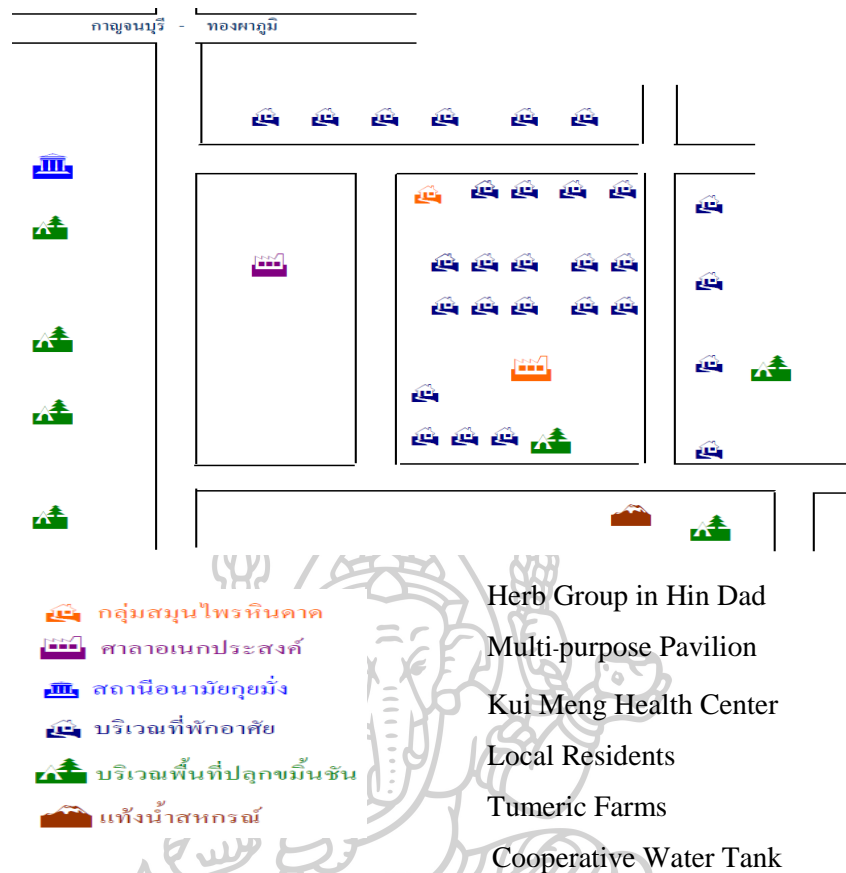 กาญจนบุรี - ทองผาภูมิ
กลุ่มสมุนไพรหินดาด
Herb Group in Hin Dad
ศาลาอเนกประสงค์
Multi-purpose Pavilion
สถานีอนามัยกุยมั่ง
Kui Meng Health Center
บริเวณที่พักอาศัย
Local Residents
บริเวณพื้นที่ปลูกขมิ้นชัน
Tumeric Farms
แท้งน้ำสหกรณ์
Cooperative Water Tank